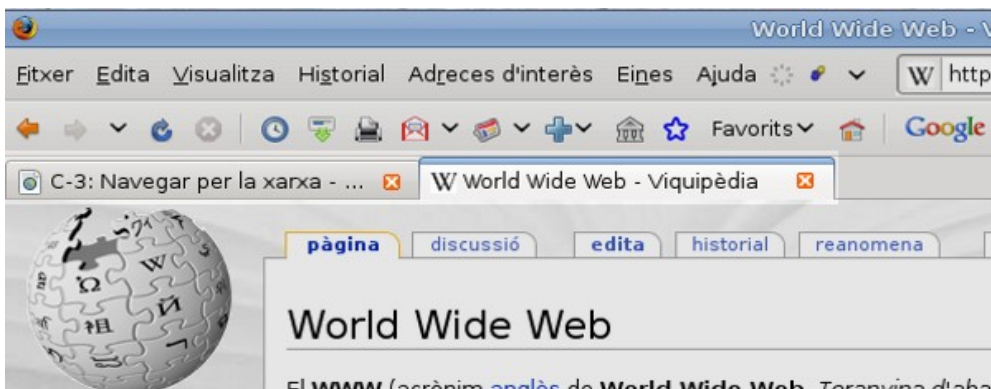 World Wide Web -
Fitxer Edita Visualitza Historial Adreces d'interès Eines Ajuda W http
Favorits Google
C-3: Navegar per la xarxa - ... W World Wide Web - Viquipèdia
pàgina discussió edita historial reanomena
World Wide Web
El WWW (acrònim anglès de World Wide Web, Teranyina d'aba